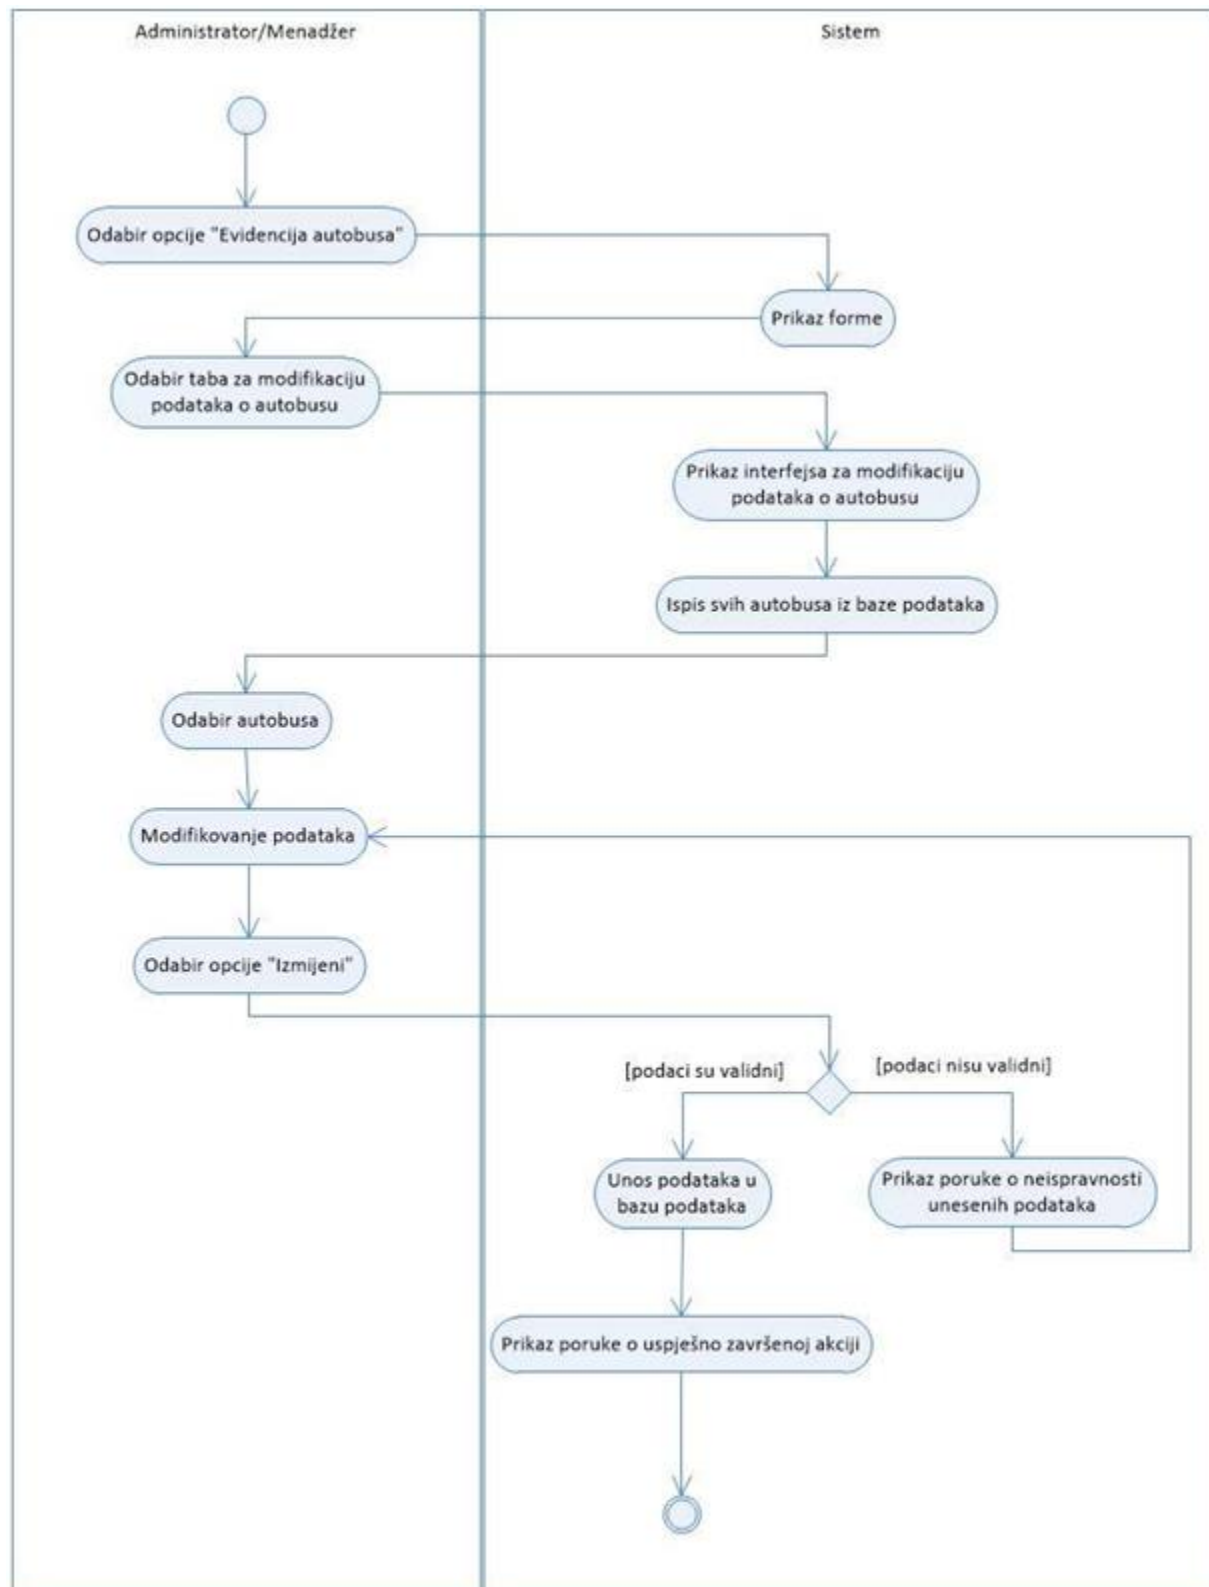 Administrator/Menadžer
Sistem
Odabir opcije "Evidencija autobusa"
Prikaz forme
Odabir taba za modifikaciju
podataka o autobusu
Prikaz interfejsa za modifikaciju
podataka o autobusu
Ispis svih autobusa iz baze podataka
Odabir autobusa
Modifikovanje podataka
Odabir opcije "Izmijeni"
[podaci su validni]
[podaci nisu validni]
Unos podataka u
bazu podataka
Prikaz poruke o neispravnosti
unesenih podataka
Prikaz poruke o uspješno završenoj akciji